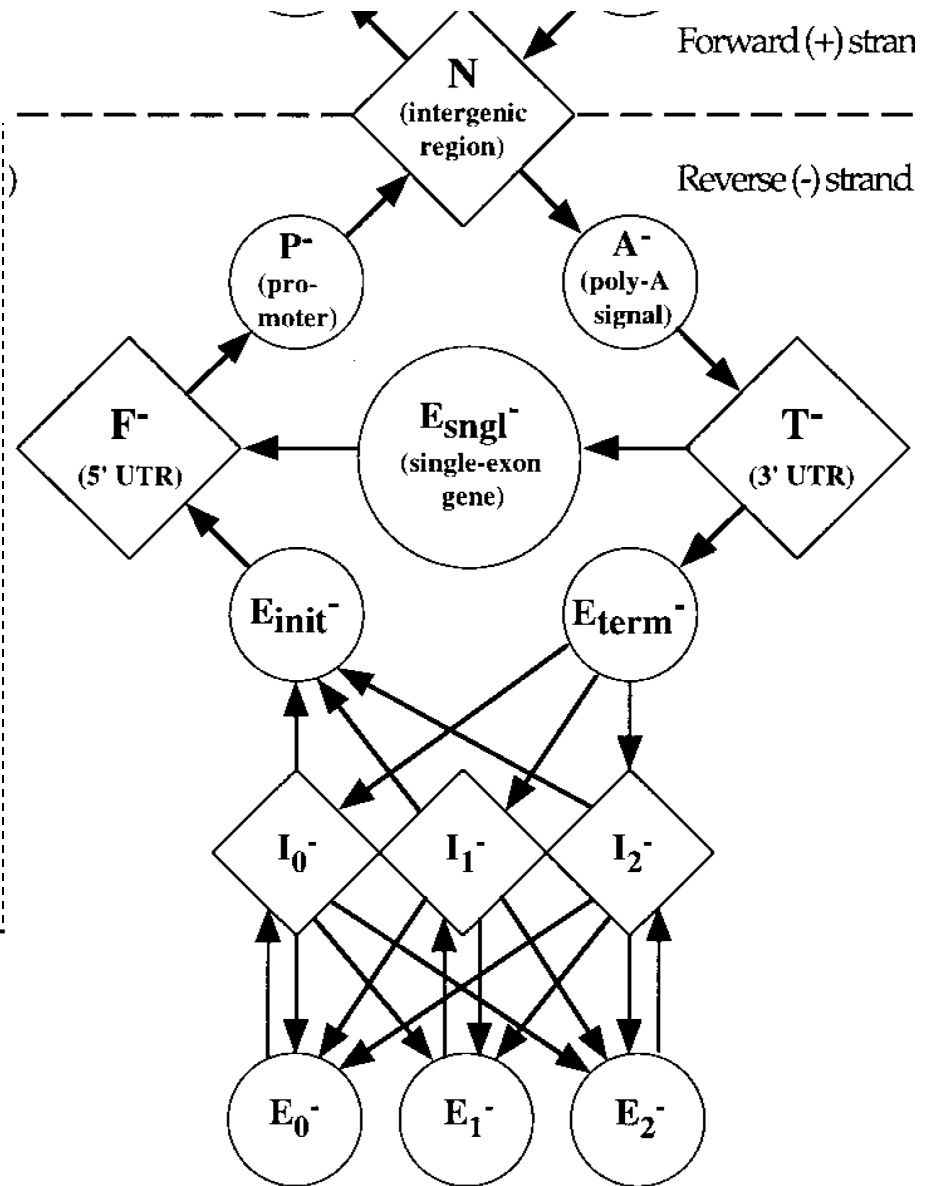 Forward (+) stran
N
(intergenic
region)
)
Reverse (-) strand
P-
(pro-
moter)
A-
(poly-A
signal)
F-
(5' UTR)
Esngl-
(single-exon
gene)
T-
(3' UTR)
Einit-
Eterm-
I0-
I1-
I2-
E0-
E1-
E2-